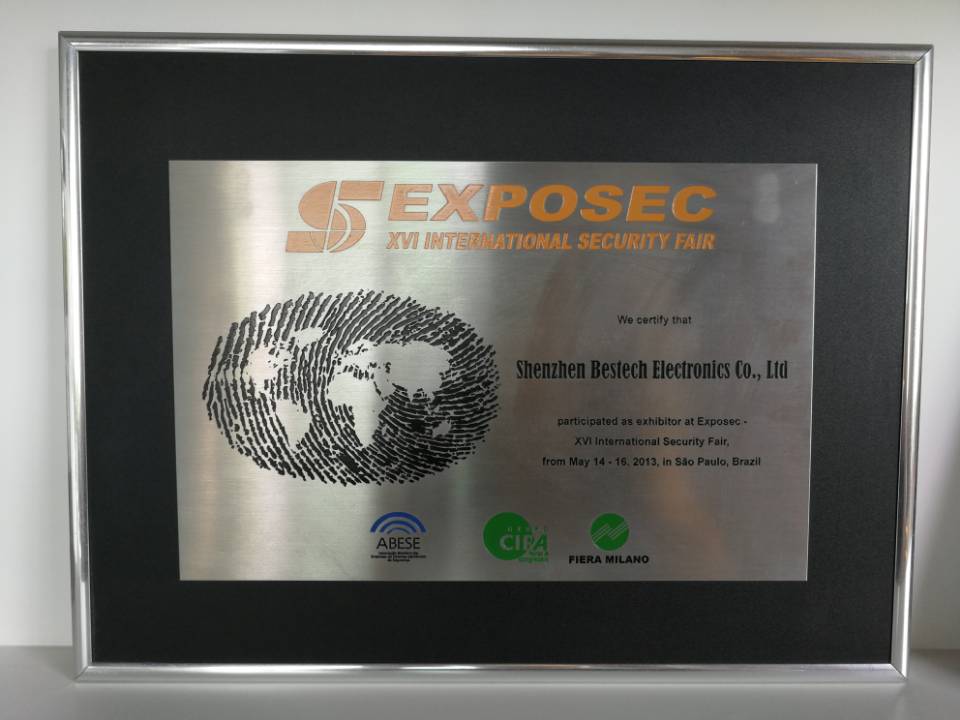 EXPOSEC
XVI INTERNATIONAL SECURITY FAIR
We certify that
Shenzhen Bestech Electronics Co., Ltd
participated as exhibitor at Exposec -
XVI International Security Fair,
from May 14 - 16, 2013, in São Paulo, Brazil
ABESE
GRUPO
CIPA
FIERA MILANO